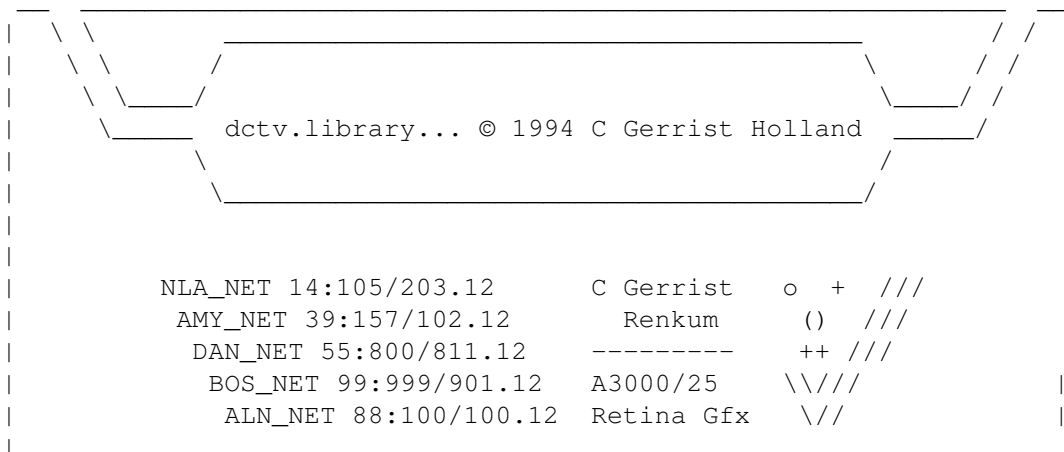 dctv.library... © 1994 C Gerrist Holland
NLA_NET 14:105/203.12 C Gerrist o + ///
AMY_NET 39:157/102.12 Renkum () ///
DAN_NET 55:800/811.12 --------- ++ ///
BOS_NET 99:999/901.12 A3000/25 \\///
ALN_NET 88:100/100.12 Retina Gfx \//